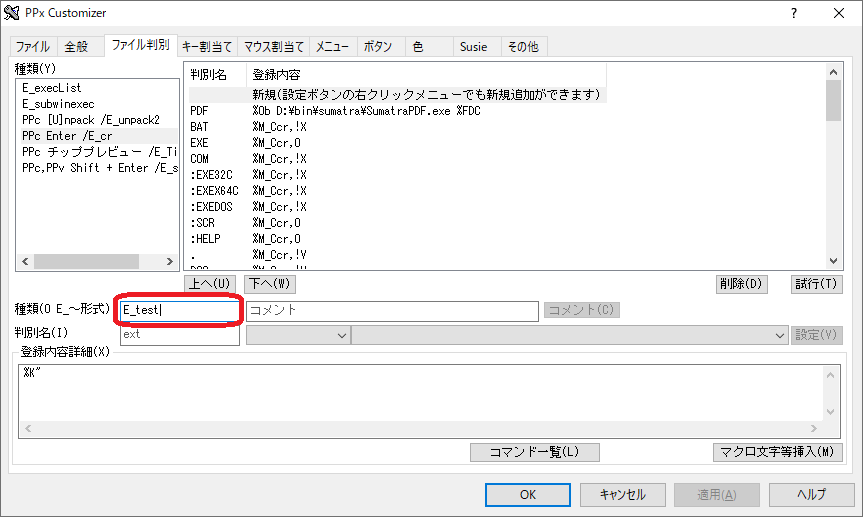 PPx Customizer
ファイル 全般 ファイル判別 キー割当て マウス割当て メニュー ボタン 色 Susie その他
種類(Y)
E_execList
E_subwinexec
PPc [U]npack /E_unpack2
PPc Enter /E_cr
PPc チッププレビュー /E_Ti
PPc,PPv Shift + Enter /E_s
判別名 登録内容
新規(設定ボタンの右クリックメニューでも新規追加ができます)
PDF %Ob D:¥bin¥sumatra¥SumatraPDF.exe %FDC
BAT %M_Ccr,!X
EXE %M_Ccr,O
COM %M_Ccr,!X
:EXE32C %M_Ccr,!X
:EXEX64C %M_Ccr,!X
:EXEDOS %M_Ccr,!X
:SCR %M_Ccr,O
:HELP %M_Ccr,O
. %M_Ccr,!Y
上へ(U) 下へ(W) 削除(D) 試行(T)
種類(O E_～形式) E_test コメント コメント(C)
判別名(I) ext 設定(V)
登録内容詳細(X)
%K"
コマンド一覧(L) マクロ文字等挿入(M)
OK キャンセル 適用(A) ヘルプ